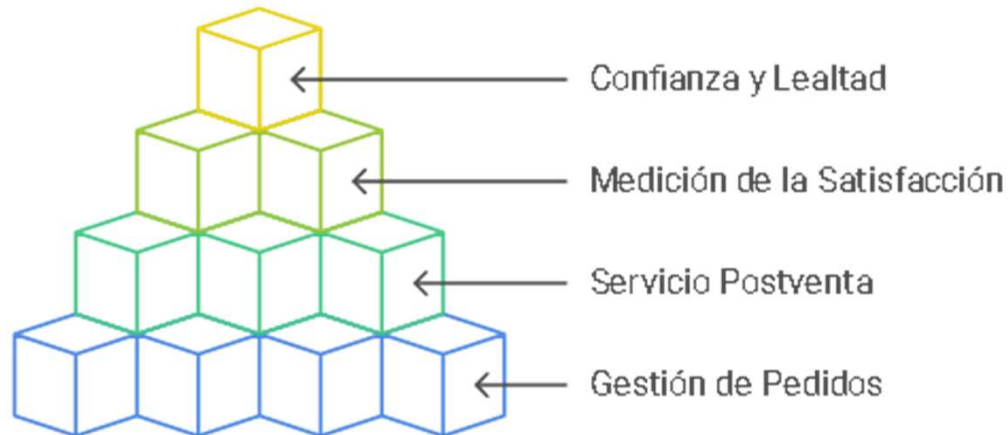 Confianza y Lealtad
Medición de la Satisfacción
Servicio Postventa
Gestión de Pedidos